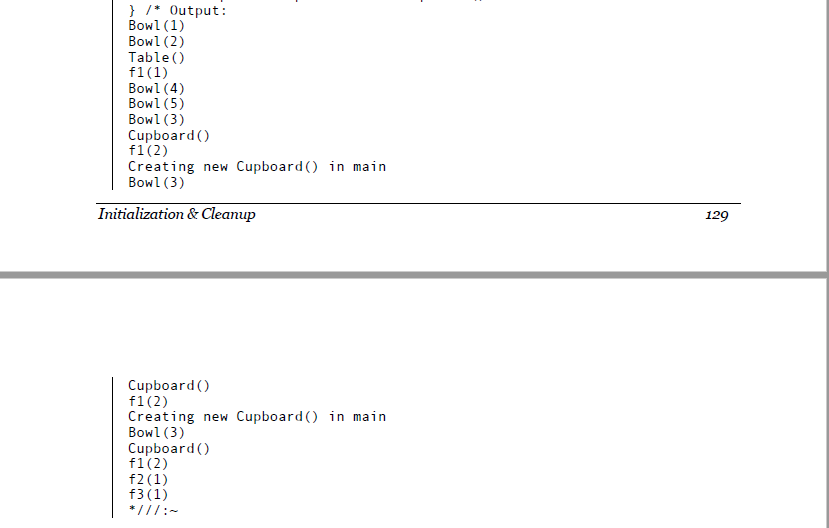 } /* Output:
Bowl(1)
Bowl(2)
Table()
f1(1)
Bowl(4)
Bowl(5)
Bowl(3)
Cupboard()
f1(2)
Creating new Cupboard() in main
Bowl(3)
Initialization & Cleanup 129
Cupboard()
f1(2)
Creating new Cupboard() in main
Bowl(3)
Cupboard()
f1(2)
f2(1)
f3(1)
*///:~